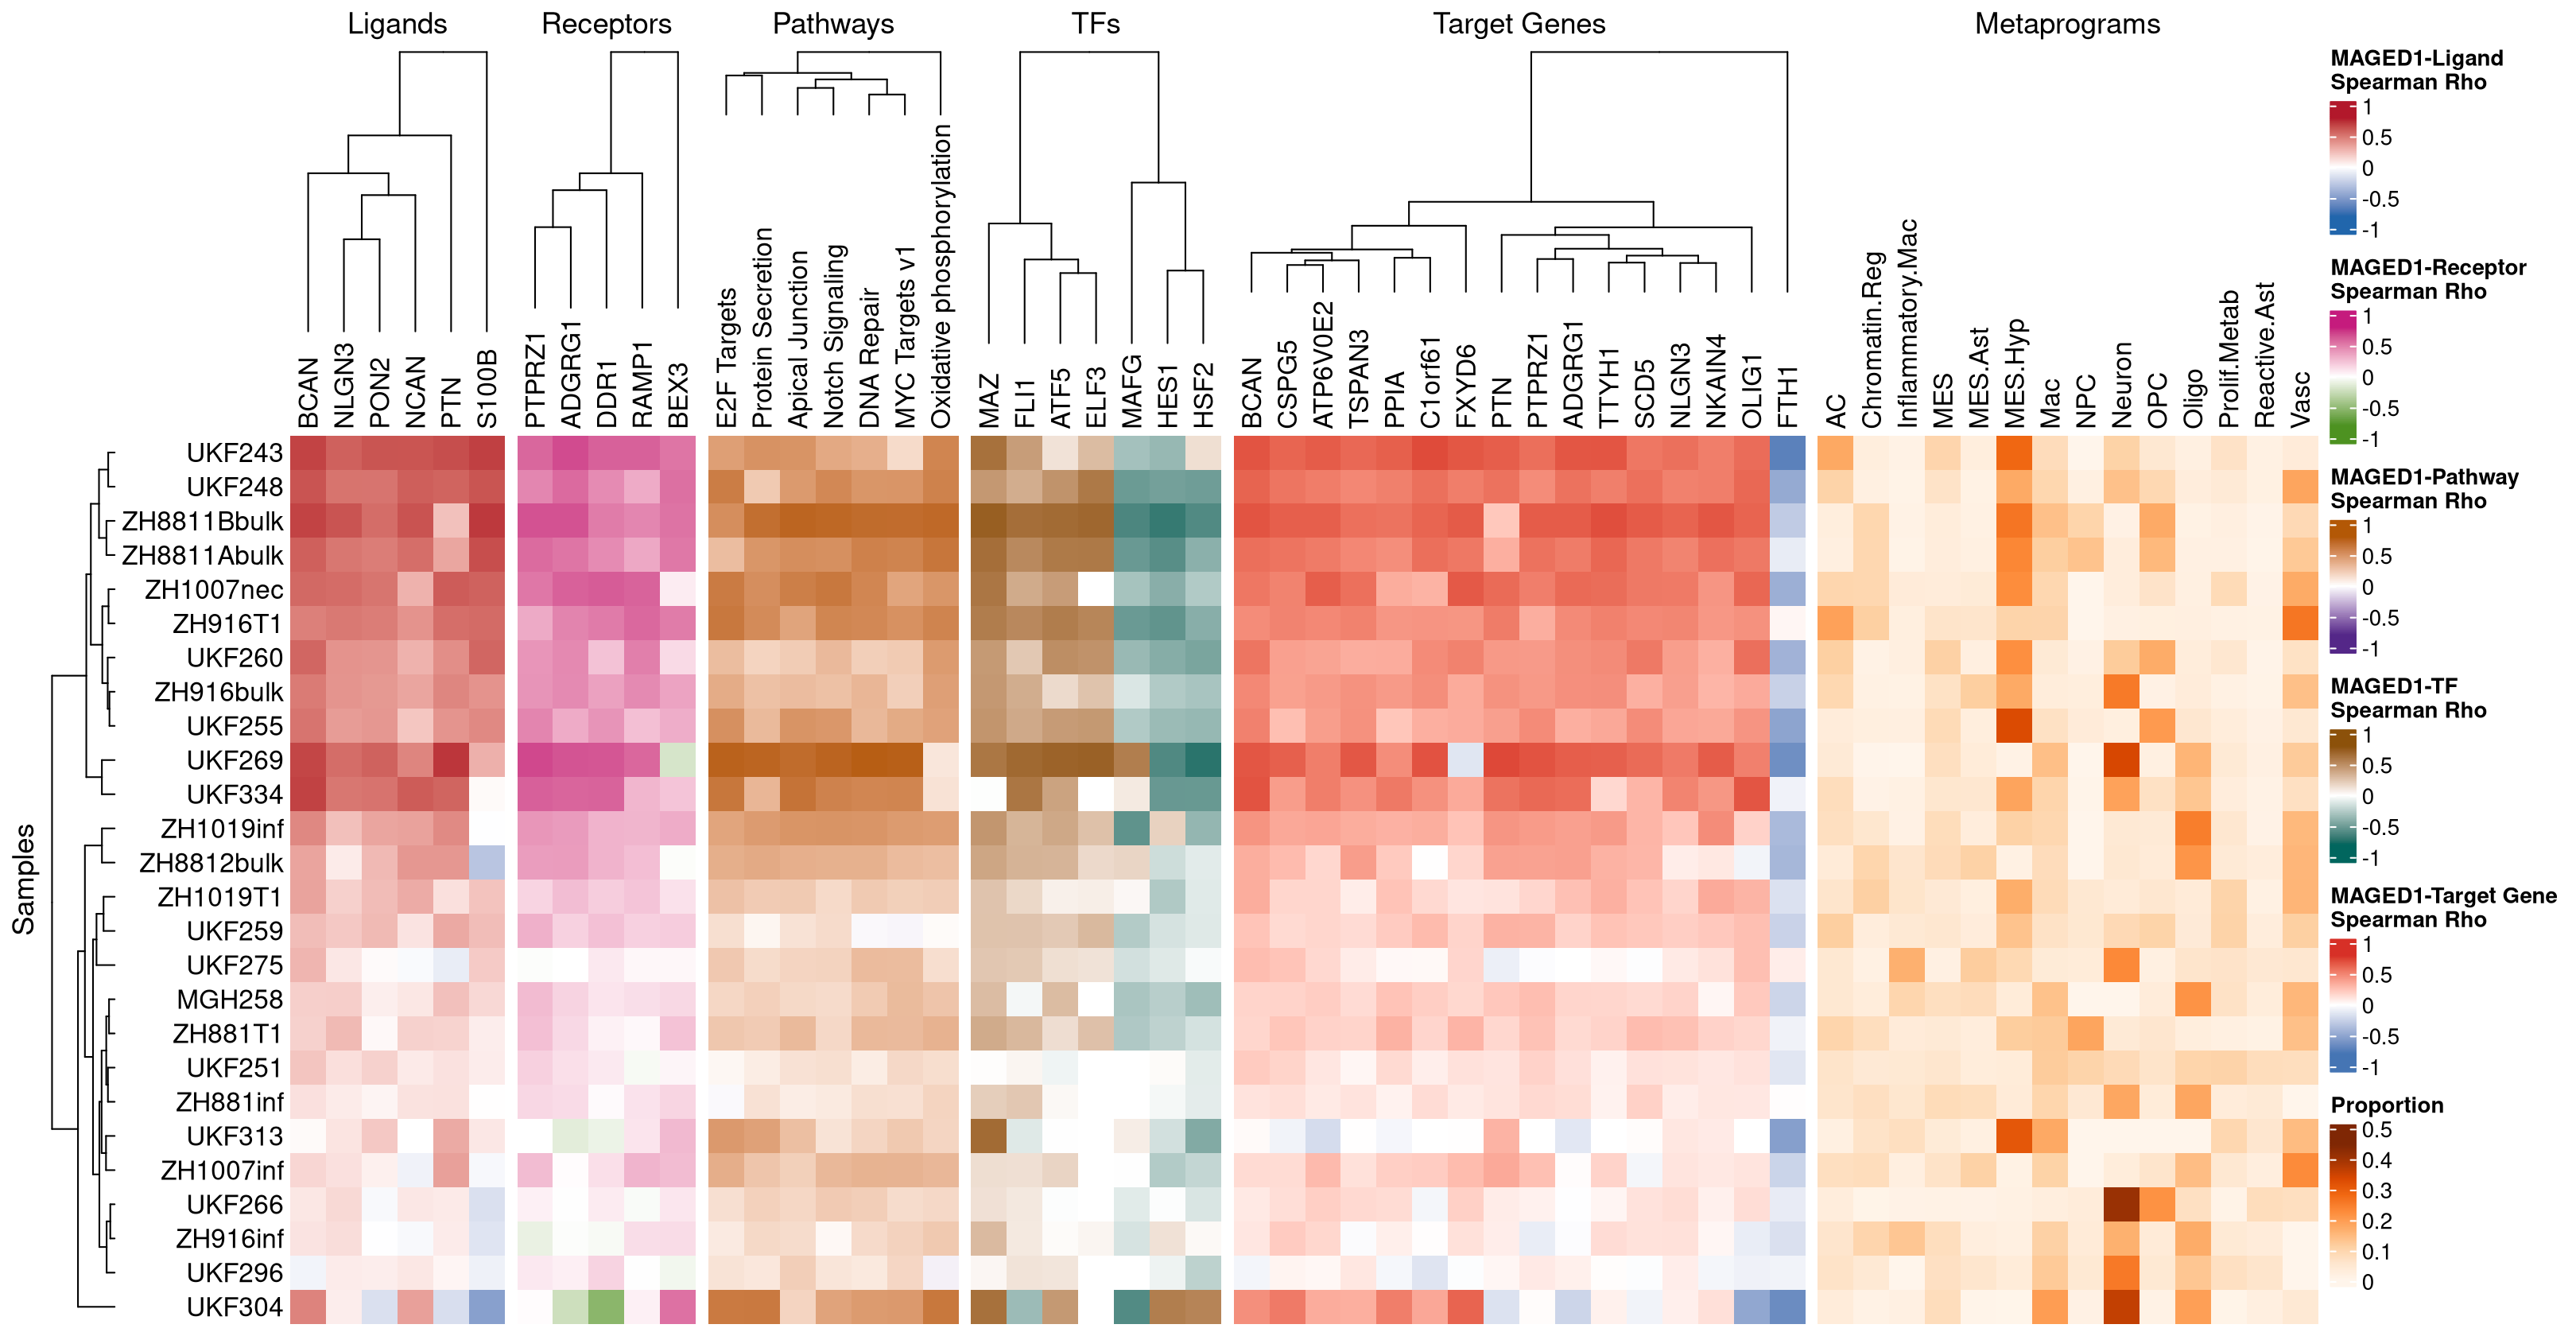 Ligands
Receptors
Pathways
TFs
Target Genes
Metaprograms
BCAN
NLGN3
PON2
NCAN
PTN
S100B
PTPRZ1
ADGRG1
DDR1
RAMP1
BEX3
E2F Targets
Protein Secretion
Apical Junction
Notch Signaling
DNA Repair
MYC Targets v1
Oxidative phosphorylation
MAZ
FLI1
ATF5
ELF3
MAFG
HES1
HSF2
BCAN
CSPG5
ATP6V0E2
TSPAN3
PPIA
C1orf61
FXYD6
PTN
PTPRZ1
ADGRG1
TTYH1
SCD5
NLGN3
NKAIN4
OLIG1
FTH1
AC
Chromatin.Reg
Inflammatory.Mac
MES
MES.Ast
MES.Hyp
Mac
NPC
Neuron
OPC
Oligo
Prolif.Metab
Reactive.Ast
Vasc
Samples
UKF243
UKF248
ZH8811Bbulk
ZH8811Abulk
ZH1007nec
ZH916T1
UKF260
ZH916bulk
UKF255
UKF269
UKF334
ZH1019inf
ZH8812bulk
ZH1019T1
UKF259
UKF275
MGH258
ZH881T1
UKF251
ZH881inf
UKF313
ZH1007inf
UKF266
ZH916inf
UKF296
UKF304
MAGED1-Ligand
Spearman Rho
1
0.5
0
-0.5
-1
MAGED1-Receptor
Spearman Rho
1
0.5
0
-0.5
-1
MAGED1-Pathway
Spearman Rho
1
0.5
0
-0.5
-1
MAGED1-TF
Spearman Rho
1
0.5
0
-0.5
-1
MAGED1-Target Gene
Spearman Rho
1
0.5
0
-0.5
-1
Proportion
0.5
0.4
0.3
0.2
0.1
0